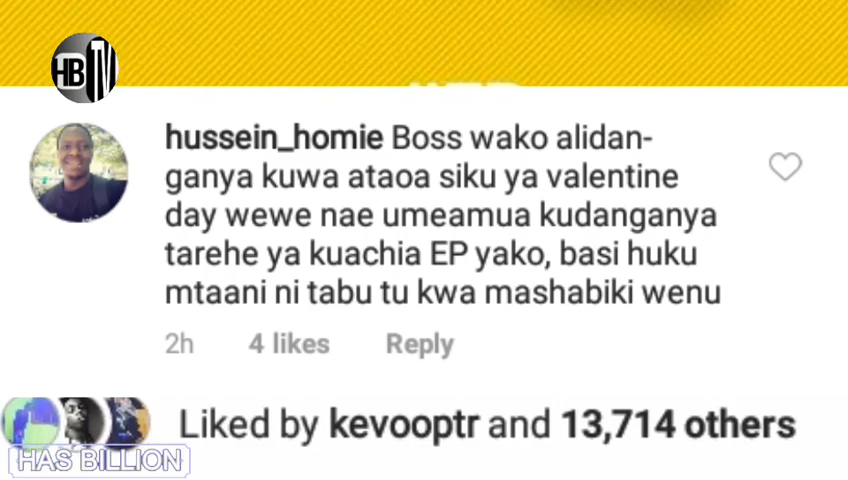 HBTV
hussein_homie Boss wako alidan-
ganya kuwa ataoa siku ya valentine
day wewe nae umeamua kudanganya
tarehe ya kuachia EP yako, basi huku
mtaani ni tabu tu kwa mashabiki wenu
2h 4 likes Reply
Liked by kevooptr and 13,714 others
HAS BILLION